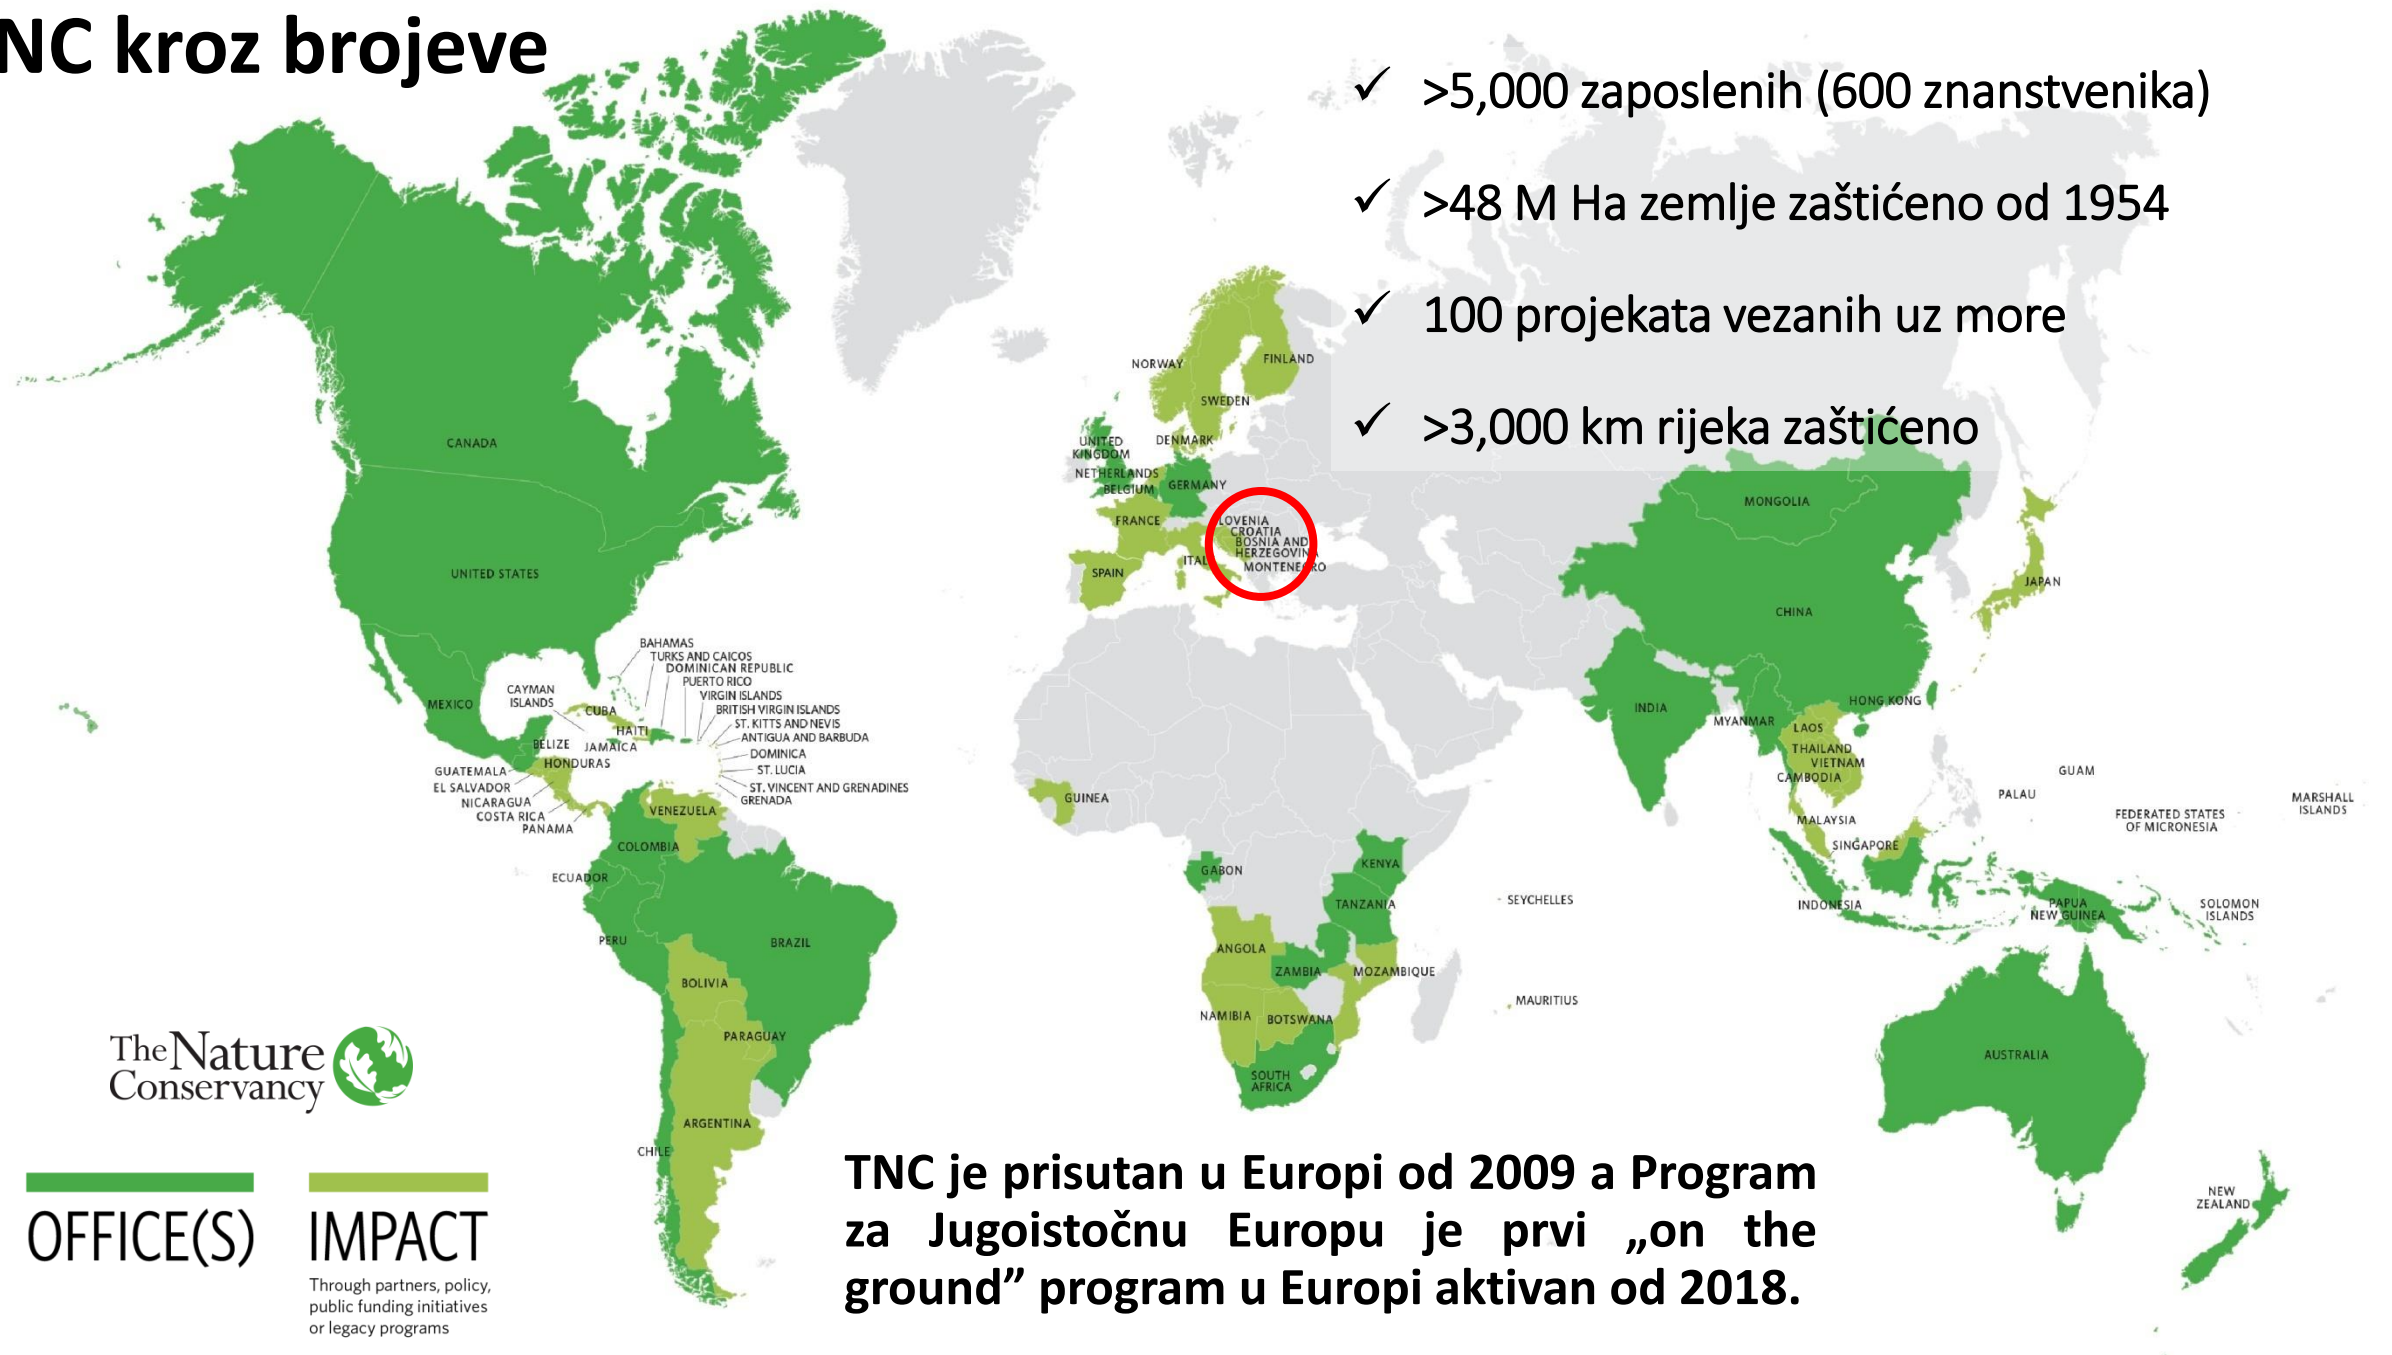 NC kroz brojeve
✓ >5,000 zaposlenih (600 znanstvenika)
✓ >48 M Ha zemlje zaštićeno od 1954
✓ 100 projekata vezanih uz more
✓ >3,000 km rijeka zaštićeno
NORWAY
FINLAND
SWEDEN
UNITED
KINGDOM
DENMARK
NETHERLANDS
BELGIUM
GERMANY
FRANCE
LOVENIA
CROATIA
BOSNIA AND
HERZEGOVIN
MONTENEGRO
ITAL
SPAIN
CANADA
UNITED STATES
MEXICO
BAHAMAS
TURKS AND CAICOS
DOMINICAN REPUBLIC
PUERTO RICO
VIRGIN ISLANDS
BRITISH VIRGIN ISLANDS
ST. KITTS AND NEVIS
ANTIGUA AND BARBUDA
DOMINICA
ST. LUCIA
ST. VINCENT AND GRENADINES
GRENADA
CAYMAN
ISLANDS
CUBA
HAITI
BELIZE
JAMAICA
HONDURAS
GUATEMALA
EL SALVADOR
NICARAGUA
COSTA RICA
PANAMA
VENEZUELA
COLOMBIA
ECUADOR
PERU
BRAZIL
BOLIVIA
PARAGUAY
ARGENTINA
CHILE
GUINEA
GABON
KENYA
TANZANIA
ANGOLA
ZAMBIA
MOZAMBIQUE
NAMIBIA
BOTSWANA
SOUTH
AFRICA
SEYCHELLES
MAURITIUS
MONGOLIA
CHINA
JAPAN
INDIA
HONG KONG
MYANMAR
LAOS
THAILAND
VIETNAM
CAMBODIA
MALAYSIA
SINGAPORE
INDONESIA
GUAM
PALAU
FEDERATED STATES
OF MICRONESIA
MARSHALL
ISLANDS
PAPUA
NEW GUINEA
SOLOMON
ISLANDS
AUSTRALIA
NEW
ZEALAND
The Nature
Conservancy
OFFICE(S)
IMPACT
Through partners, policy,
public funding initiatives
or legacy programs
TNC je prisutan u Europi od 2009 a Program
za Jugoistočnu Europu je prvi „on the
ground” program u Europi aktivan od 2018.